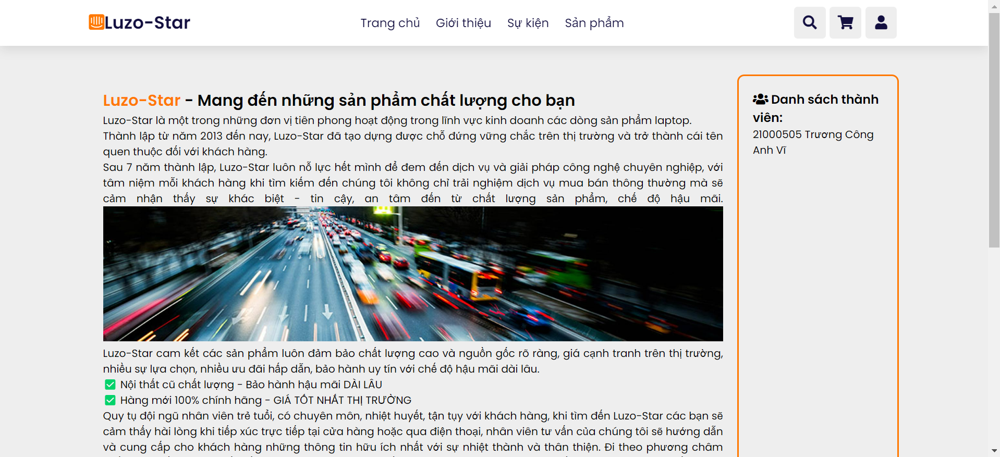 Luzo-Star
Trang chủ Giới thiệu Sự kiện Sản phẩm
Luzo-Star - Mang đến những sản phẩm chất lượng cho bạn
Luzo-Star là một trong những đơn vị tiên phong hoạt động trong lĩnh vực kinh doanh các dòng sản phẩm laptop.
Thành lập từ năm 2013 đến nay, Luzo-Star đã tạo dựng được chỗ đứng vững chắc trên thị trường và trở thành cái tên
quen thuộc đối với khách hàng.
Sau 7 năm thành lập, Luzo-Star luôn nỗ lực hết mình để đem đến dịch vụ và giải pháp công nghệ chuyên nghiệp, với
tâm niệm mỗi khách hàng khi tìm kiếm đến chúng tôi không chỉ trải nghiệm dịch vụ mua bán thông thường mà sẽ
cảm nhận thấy sự khác biệt - tin cậy, an tâm đến từ chất lượng sản phẩm, chế độ hậu mãi.
Luzo-Star cam kết các sản phẩm luôn đảm bảo chất lượng cao và nguồn gốc rõ ràng, giá cạnh tranh trên thị trường,
nhiều sự lựa chọn, nhiều ưu đãi hấp dẫn, bảo hành uy tín với chế độ hậu mãi dài lâu.
✅ Nội thất cũ chất lượng - Bảo hành hậu mãi DÀI LÂU
✅ Hàng mới 100% chính hãng - GIÁ TỐT NHẤT THỊ TRƯỜNG
Quy tụ đội ngũ nhân viên trẻ tuổi, có chuyên môn, nhiệt huyết, tận tụy với khách hàng, khi tìm đến Luzo-Star các bạn sẽ
cảm thấy hài lòng khi tiếp xúc trực tiếp tại cửa hàng hoặc qua điện thoại, nhân viên tư vấn của chúng tôi sẽ hướng dẫn
và cung cấp cho khách hàng những thông tin hữu ích nhất với sự nhiệt thành và thân thiện. Đi theo phương châm
Danh sách thành
viên:
21000505 Trương Công
Anh Vĩ